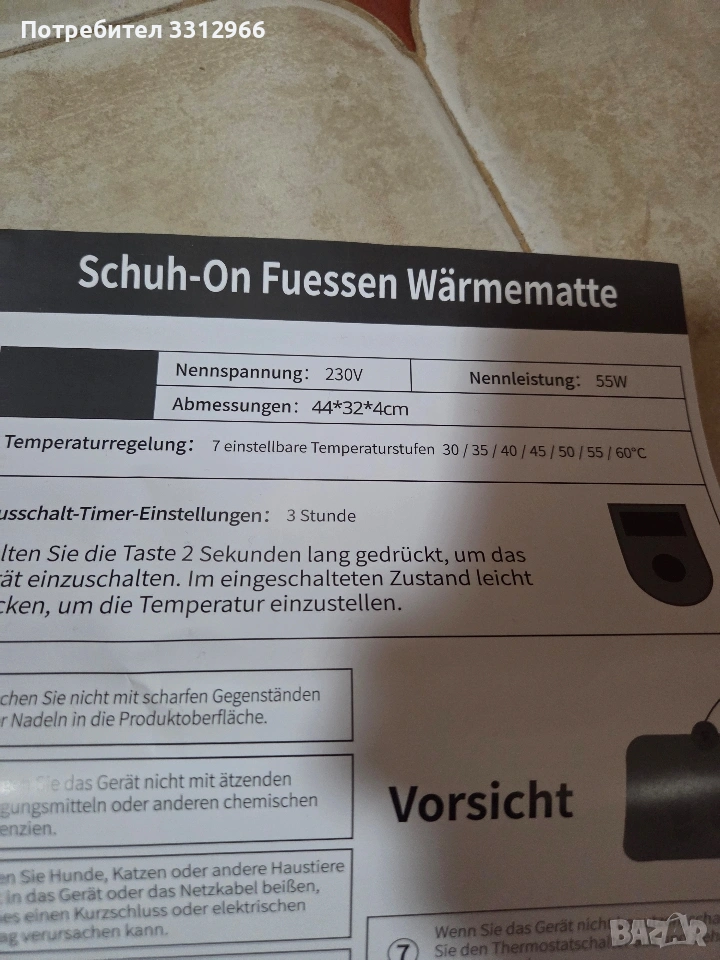 Потребител 3312966
Schuh-On Fuessen Wärmematte
Nennspannung: 230V
Nennleistung: 55W
Abmessungen: 44*32*4cm
Temperaturregelung: 7 einstellbare Temperaturstufen 30 / 35 / 40 / 45 / 50 / 55 / 60°C
usschalt-Timer-Einstellungen: 3 Stunde
lten Sie die Taste 2 Sekunden lang gedrückt, um das
ät einzuschalten. Im eingeschalteten Zustand leicht
cken, um die Temperatur einzustellen.
chen Sie nicht mit scharfen Gegenständen
r Nadeln in die Produktoberfläche.
Sie das Gerät nicht mit ätzenden
gungsmitteln oder anderen chemischen
enzien.
Vorsicht
en Sie Hunde, Katzen oder andere Haustiere
in das Gerät oder das Netzkabel beißen,
es einen Kurzschluss oder elektrischen
ag verursachen kann.
7
Wenn Sie das Gerät
Sie den
BAZAR